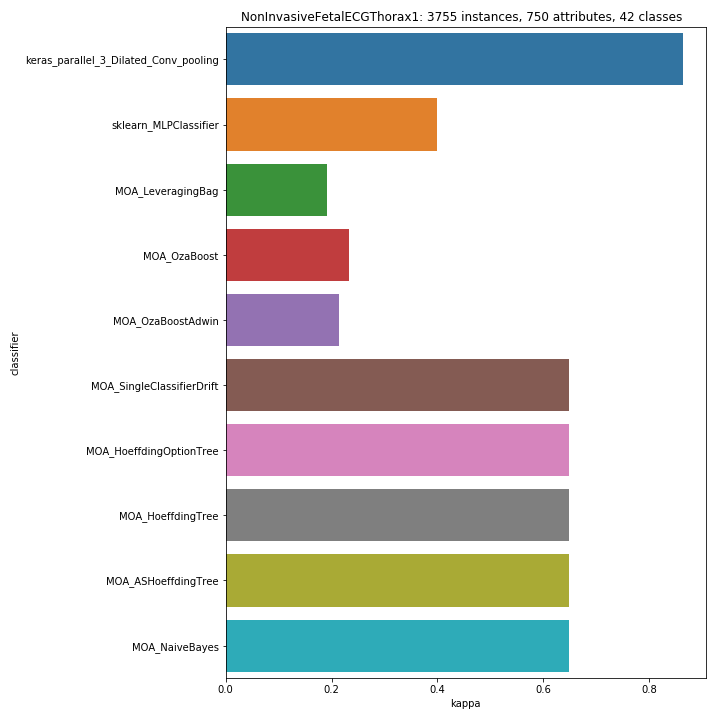 NonInvasiveFetalECGThorax1: 3755 instances, 750 attributes, 42 classes
keras_parallel_3_Dilated_Conv_pooling
sklearn_MLPClassifier
MOA_LeveragingBag
MOA_OzaBoost
MOA_OzaBoostAdwin
MOA_SingleClassifierDrift
MOA_HoeffdingOptionTree
MOA_HoeffdingTree
MOA_ASHoeffdingTree
MOA_NaiveBayes
classifier
0.0 0.2 0.4 0.6 0.8
kappa